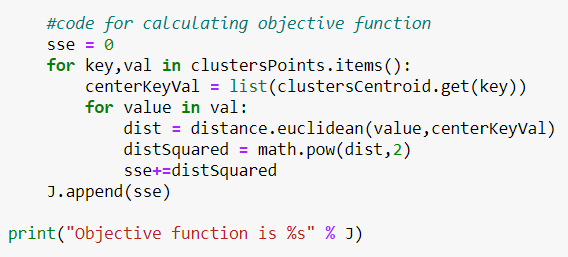 #code for calculating objective function
sse = 0
for key,val in clustersPoints.items():
centerKeyVal = list(clustersCentroid.get(key))
for value in val:
dist = distance.euclidean(value,centerKeyVal)
distSquared = math.pow(dist,2)
sse+=distSquared
J.append(sse)
print("Objective function is %s" % J)